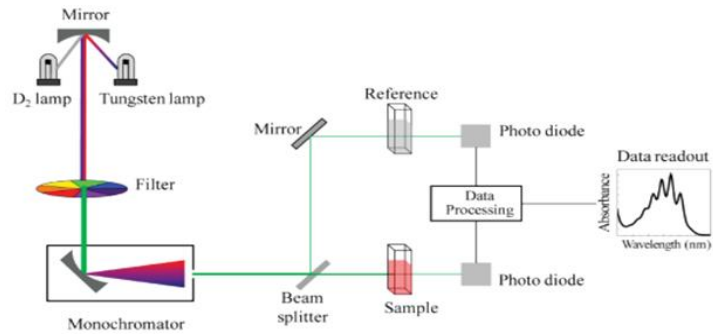 Mirror
D₂ lamp
Tungsten lamp
Filter
Monochromator
Mirror
Reference
Photo diode
Data
Processing
Beam
splitter
Sample
Photo diode
Data readout
Absorbance
Wavelength (nm)